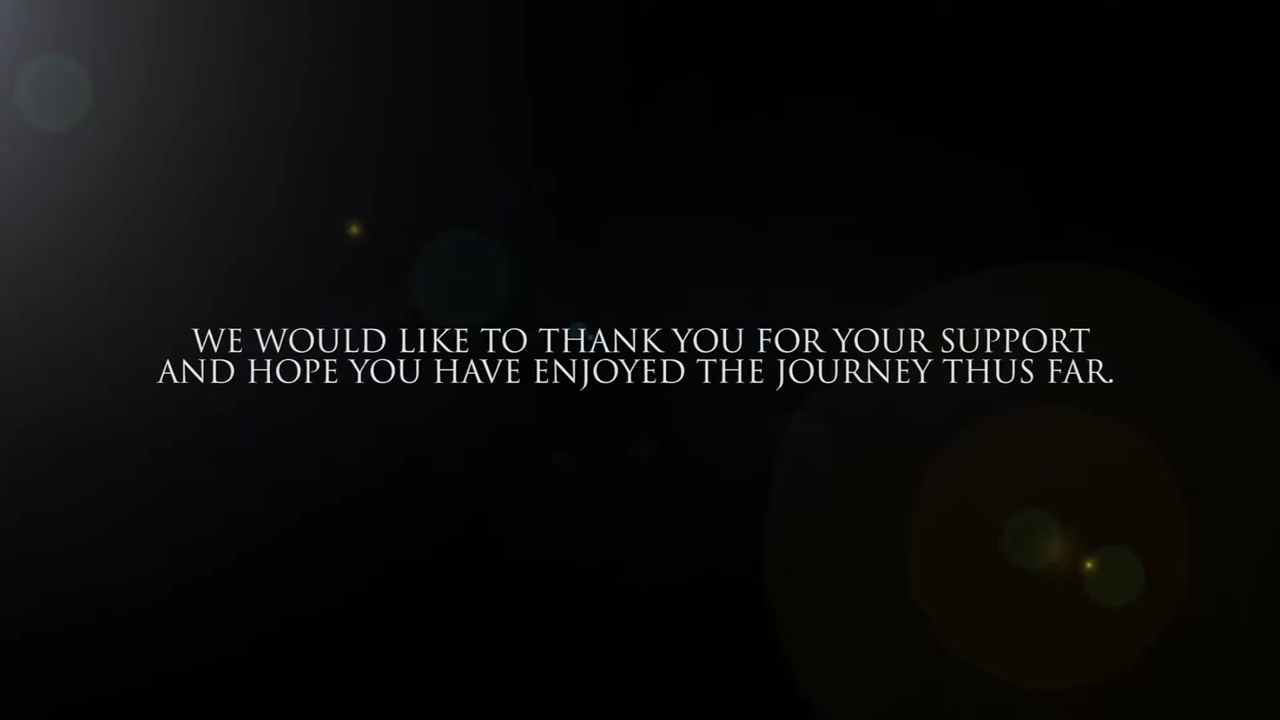 WE WOULD LIKE TO THANK YOU FOR YOUR SUPPORT
AND HOPE YOU HAVE ENJOYED THE JOURNEY THUS FAR.